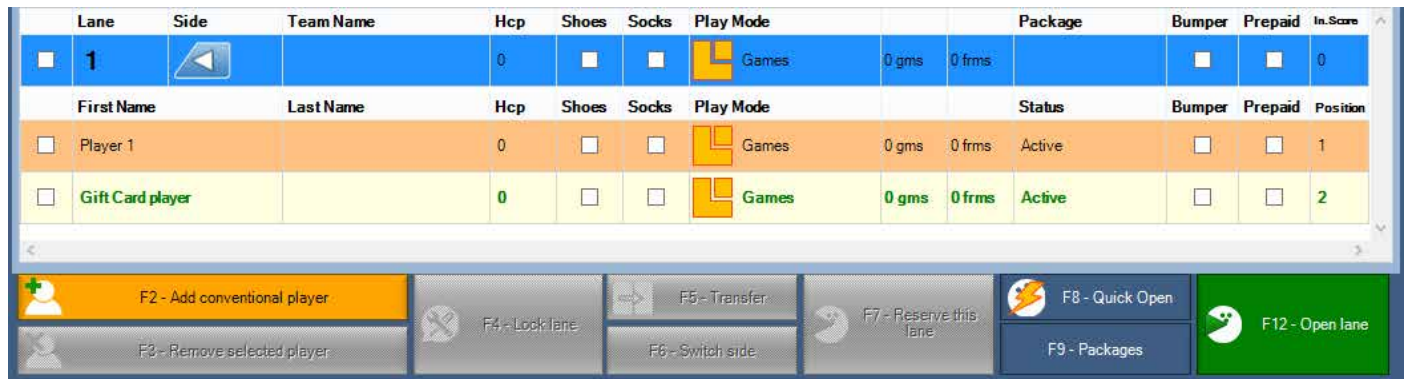 Lane Side Team Name Hcp Shoes Socks Play Mode Package Bumper Prepaid In.Score
1 0 Games 0 gms 0 frms 0
First Name Last Name Hcp Shoes Socks Play Mode Status Bumper Prepaid Position
Player 1 0 Games 0 gms 0 frms Active 1
Gift Card player 0 Games 0 gms 0 frms Active 2
F2 - Add conventional player
F3 - Remove selected player
F4 - Lock lane
F5 - Transfer
F6 - Switch side
F7 - Reserve this
lane
F8 - Quick Open
F9 - Packages
F12 - Open lane